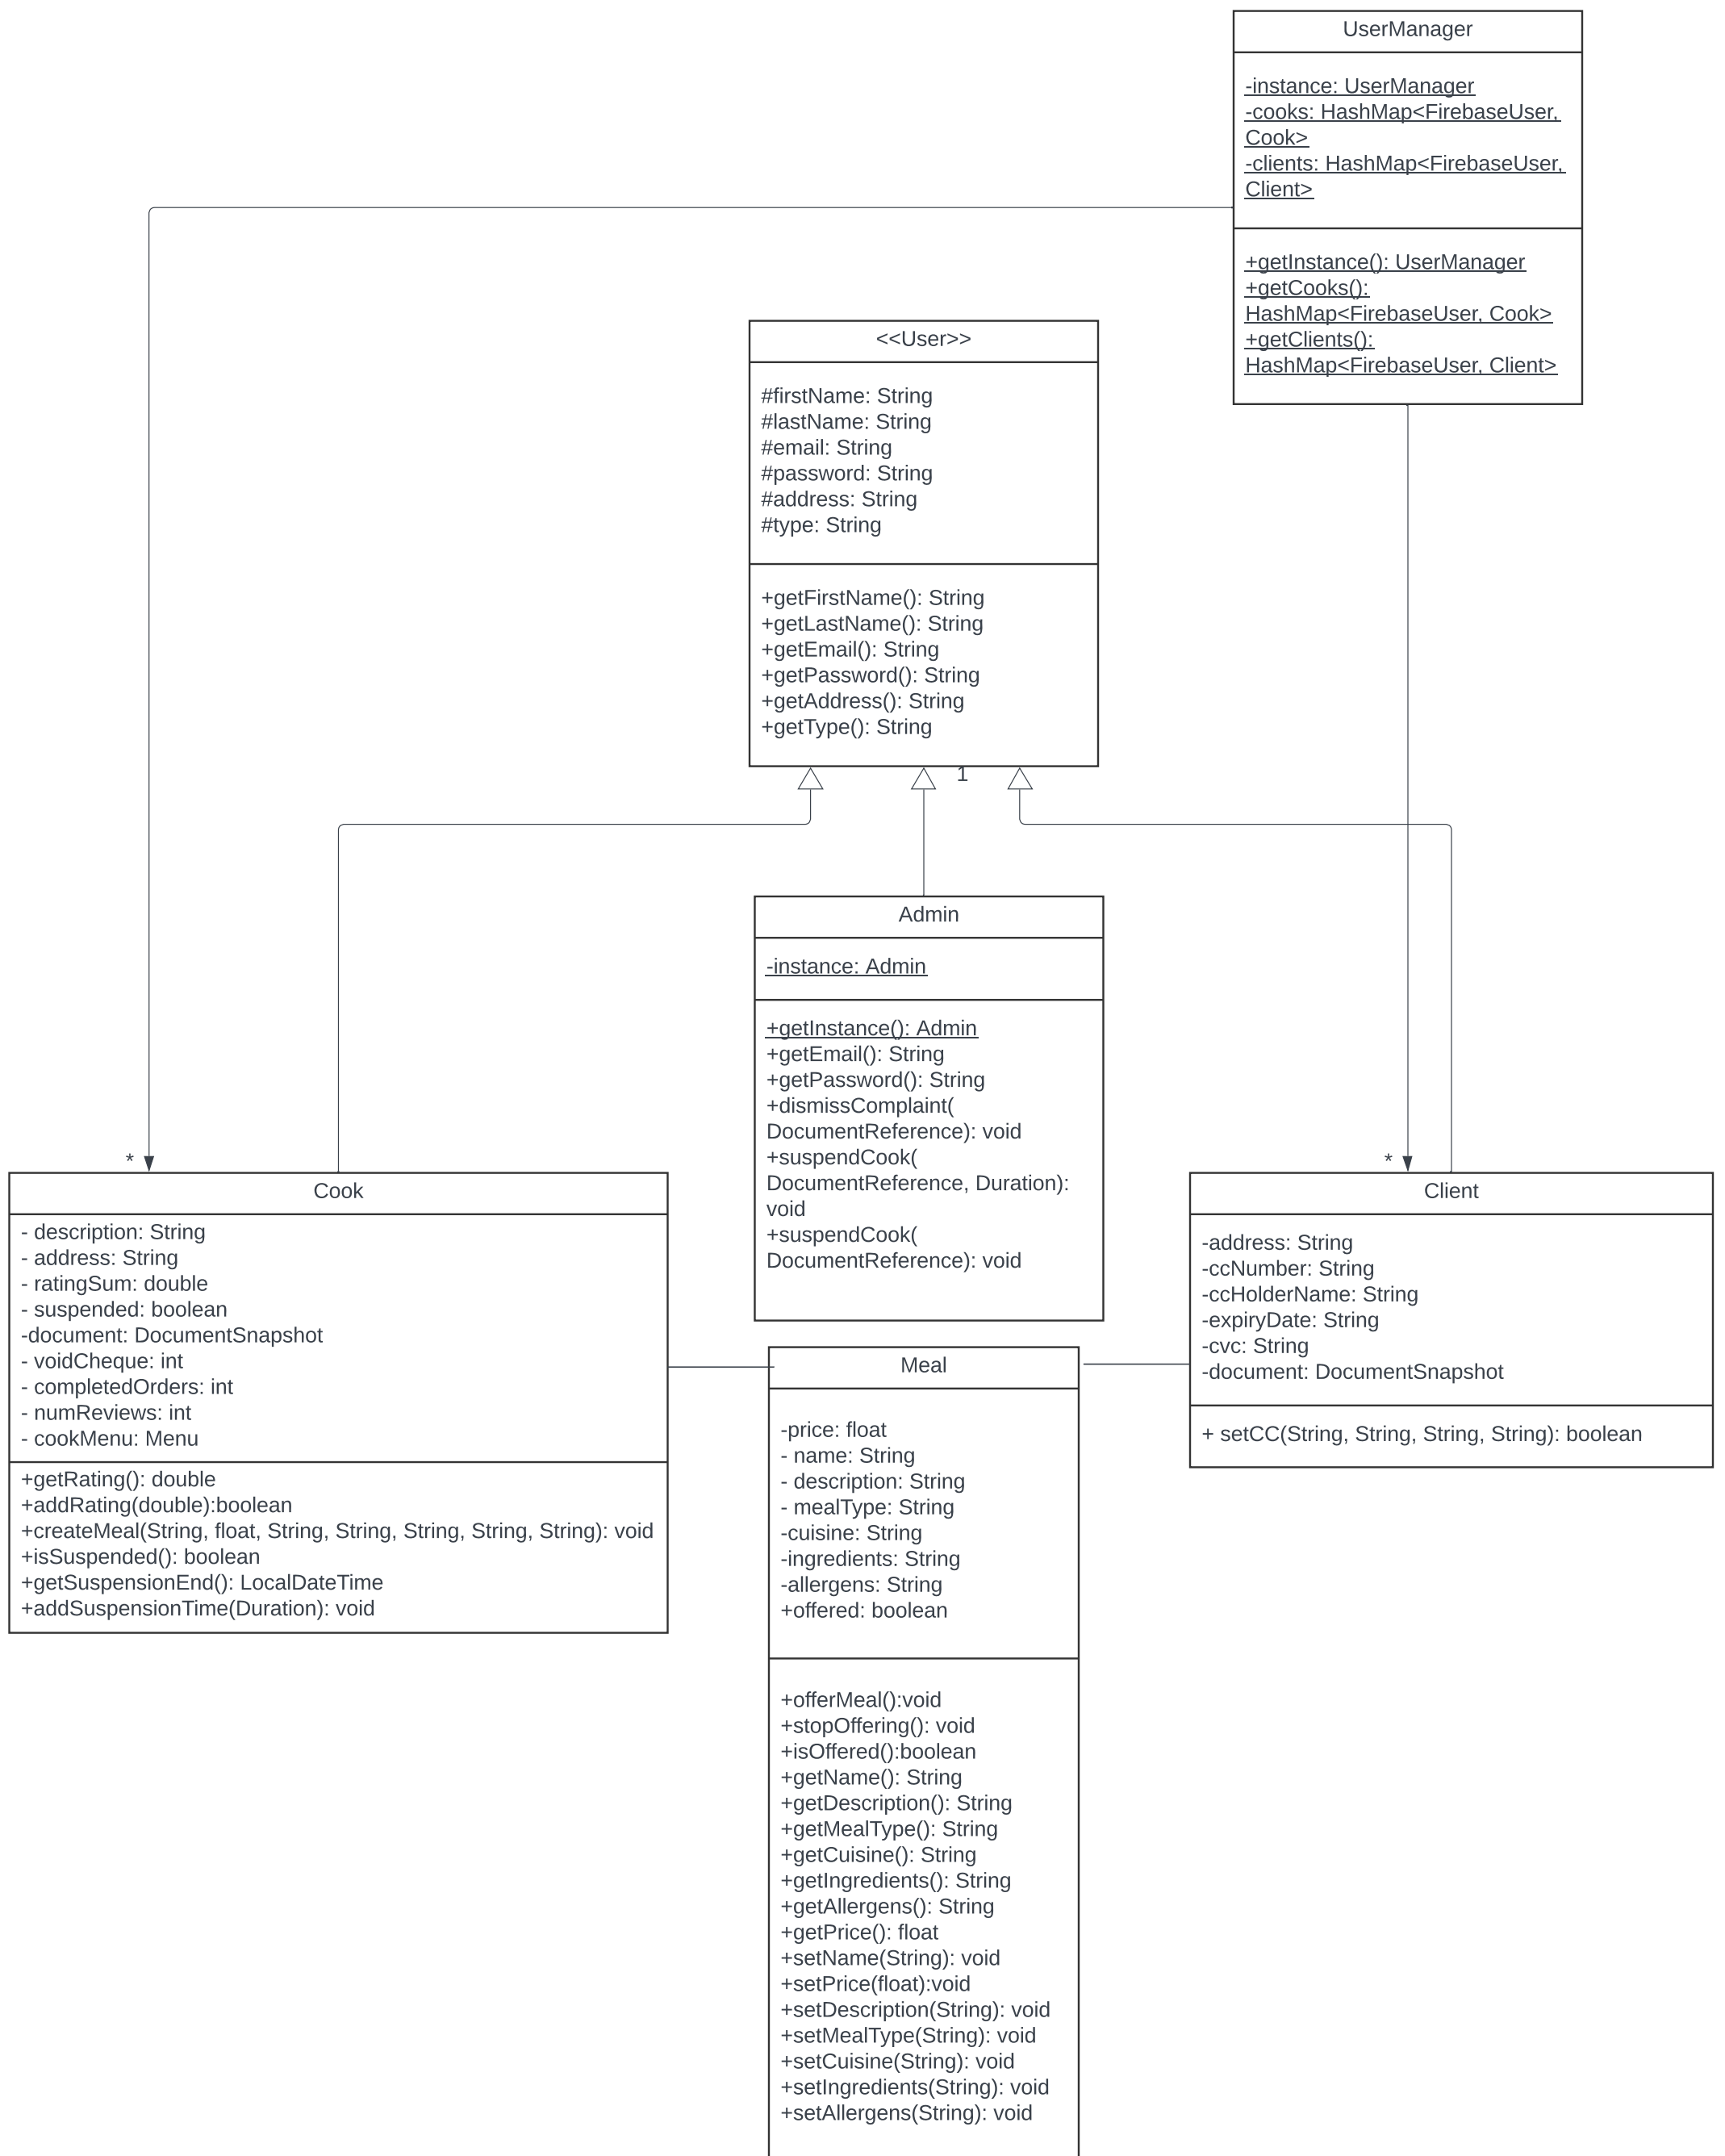 UserManager
-instance: UserManager
-cooks: HashMap<FirebaseUser,
Cook>
-clients: HashMap<FirebaseUser,
Client>
+getInstance(): UserManager
+getCooks():
HashMap<FirebaseUser, Cook>
+getClients():
HashMap<FirebaseUser, Client>
<<User>>
#firstName: String
#lastName: String
#email: String
#password: String
#address: String
#type: String
+getFirstName(): String
+getLastName(): String
+getEmail(): String
+getPassword(): String
+getAddress(): String
+getType(): String
1
Admin
-instance: Admin
+getInstance(): Admin
+getEmail(): String
+getPassword(): String
+dismissComplaint(
DocumentReference): void
+suspendCook(
DocumentReference, Duration):
void
+suspendCook(
DocumentReference): void
*
Cook
- description: String
- address: String
- ratingSum: double
- suspended: boolean
-document: DocumentSnapshot
- voidCheque: int
- completedOrders: int
- numReviews: int
- cookMenu: Menu
+getRating(): double
+addRating(double):boolean
+createMeal(String, float, String, String, String, String, String): void
+isSuspended(): boolean
+getSuspensionEnd(): LocalDateTime
+addSuspensionTime(Duration): void
*
Client
-address: String
-ccNumber: String
-ccHolderName: String
-expiryDate: String
-cvc: String
-document: DocumentSnapshot
+ setCC(String, String, String, String): boolean
Meal
-price: float
- name: String
- description: String
- mealType: String
-cuisine: String
-ingredients: String
-allergens: String
+offered: boolean
+offerMeal():void
+stopOffering(): void
+isOffered():boolean
+getName(): String
+getDescription(): String
+getMealType(): String
+getCuisine(): String
+getIngredients(): String
+getAllergens(): String
+getPrice(): float
+setName(String): void
+setPrice(float):void
+setDescription(String): void
+setMealType(String): void
+setCuisine(String): void
+setIngredients(String): void
+setAllergens(String): void